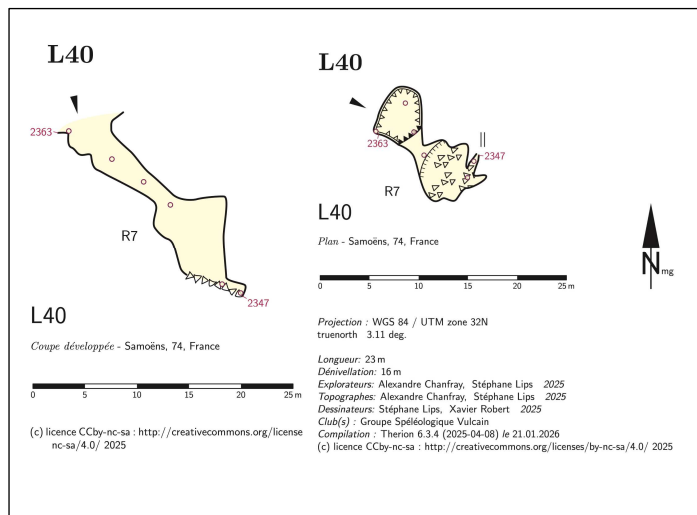 L40
2363
R7
2347
L40
Coupe développée - Samoëns, 74, France
0 5 10 15 20 25 m
(c) licence CCby-nc-sa : http://creativecommons.org/license
nc-sa/4.0/ 2025
L40
2363
2347
R7
L40
Plan - Samoëns, 74, France
0 5 10 15 20 25 m
N mg
Projection : WGS 84 / UTM zone 32N
truenorth 3.11 deg.
Longueur: 23 m
Dénivellation: 16 m
Explorateurs: Alexandre Chanfray, Stéphane Lips 2025
Topographes: Alexandre Chanfray, Stéphane Lips 2025
Dessinateurs: Stéphane Lips, Xavier Robert 2025
Club(s) : Groupe Spéléologique Vulcain
Compilation : Therion 6.3.4 (2025-04-08) le 21.01.2026
(c) licence CCby-nc-sa : http://creativecommons.org/licenses/by-nc-sa/4.0/ 2025